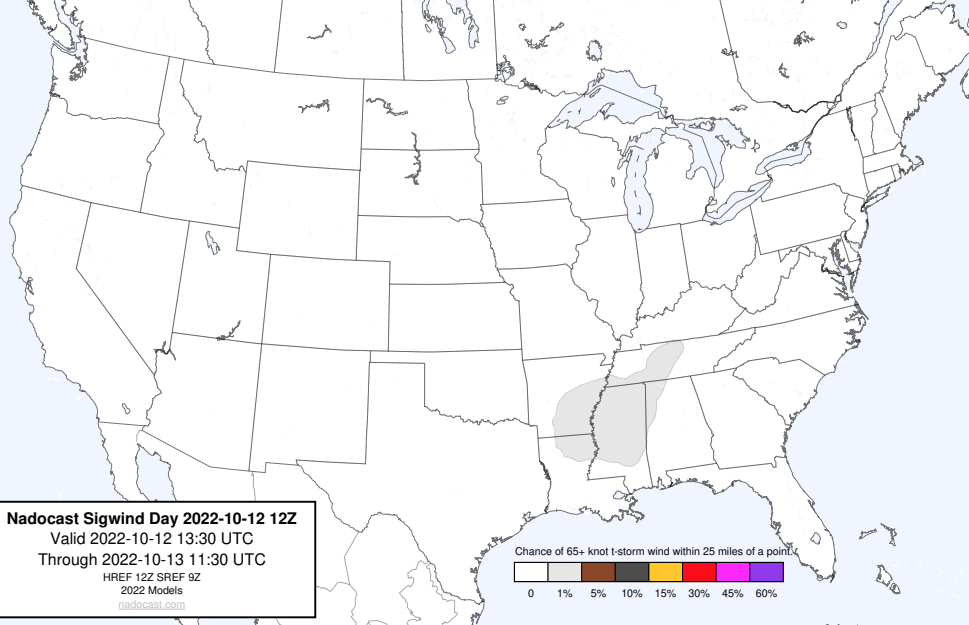 Nadocast Sigwind Day 2022-10-12 12Z
Valid 2022-10-12 13:30 UTC
Through 2022-10-13 11:30 UTC
HREF 12Z SREF 9Z
2022 Models
nadocast.com
Chance of 65+ knot t-storm wind within 25 miles of a point.
0 1% 5% 10% 15% 30% 45% 60%